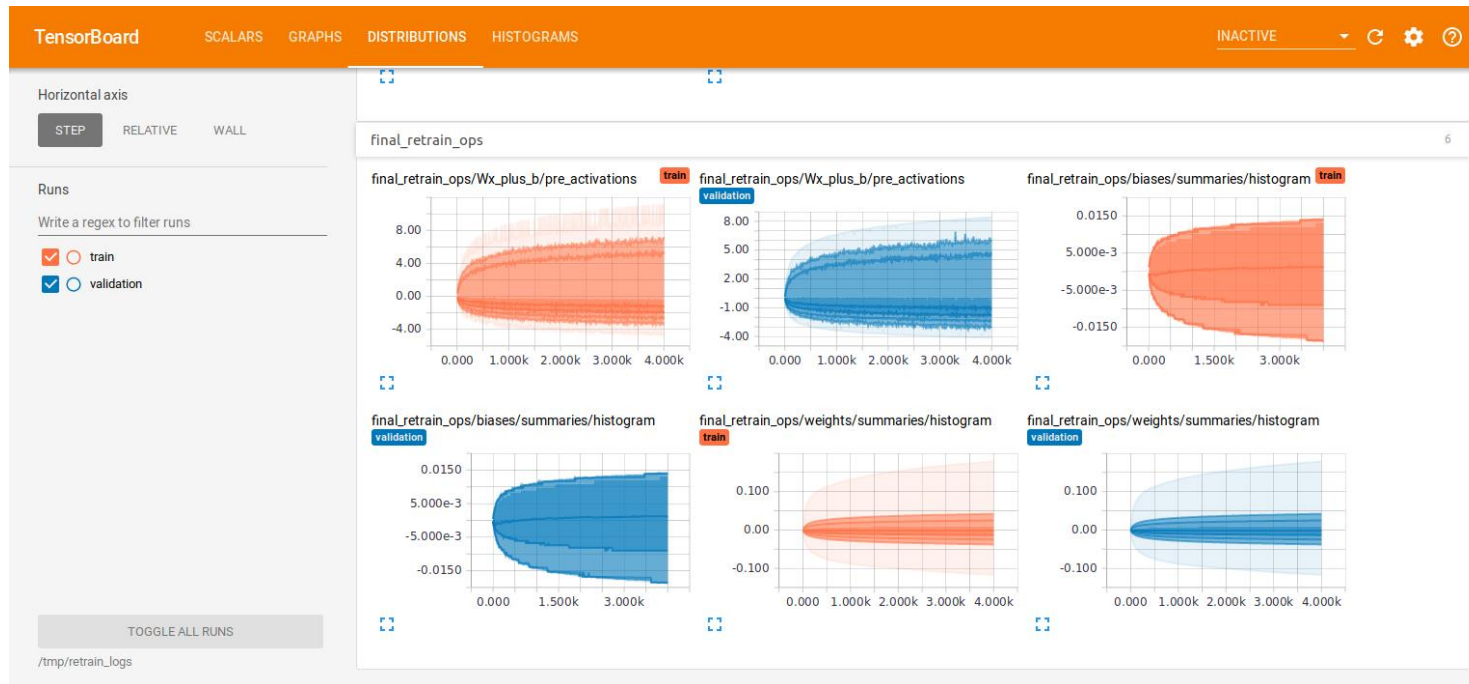 TensorBoard SCALARS GRAPHS DISTRIBUTIONS HISTOGRAMS INACTIVE
Horizontal axis
STEP RELATIVE WALL
Runs
Write a regex to filter runs
train
validation
TOGGLE ALL RUNS
/tmp/retrain_logs
final_retrain_ops 6
final_retrain_ops/Wx_plus_b/pre_activations train
8.00
4.00
0.00
-4.00
0.000 1.000k 2.000k 3.000k 4.000k
final_retrain_ops/Wx_plus_b/pre_activations
validation
8.00
5.00
2.00
-1.00
-4.00
0.000 1.000k 2.000k 3.000k 4.000k
final_retrain_ops/biases/summaries/histogram train
0.0150
5.000e-3
-5.000e-3
-0.0150
0.000 1.500k 3.000k
final_retrain_ops/biases/summaries/histogram
validation
0.0150
5.000e-3
-5.000e-3
-0.0150
0.000 1.500k 3.000k
final_retrain_ops/weights/summaries/histogram
train
0.100
0.00
-0.100
0.000 1.000k 2.000k 3.000k 4.000k
final_retrain_ops/weights/summaries/histogram
validation
0.100
0.00
-0.100
0.000 1.000k 2.000k 3.000k 4.000k